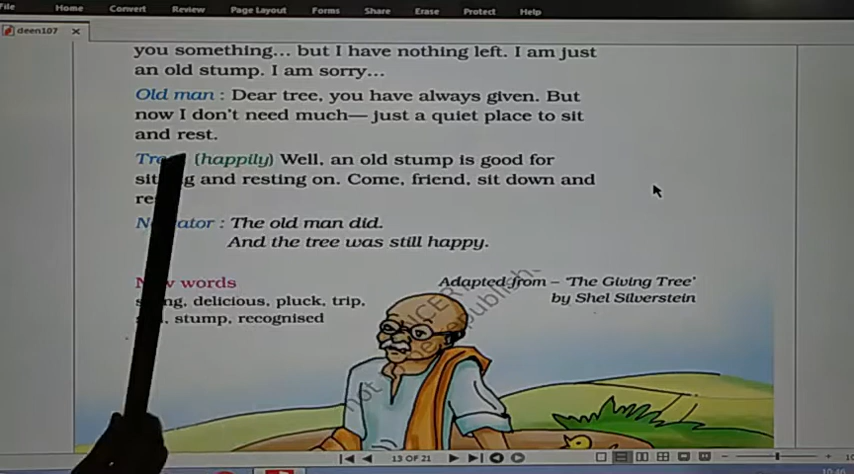 File Home Convert Review Page Layout Forms Share Erase Protect Help
deen107
you something... but I have nothing left. I am just
an old stump. I am sorry...
Old man : Dear tree, you have always given. But
now I don't need much— just a quiet place to sit
and rest.
(happily) Well, an old stump is good for
and resting on. Come, friend, sit down and
: The old man did.
And the tree was still happy.
words
Adapted from – 'The Giving Tree'
delicious, pluck, trip,
by Shel Silverstein
stump, recognised
13 OF 21